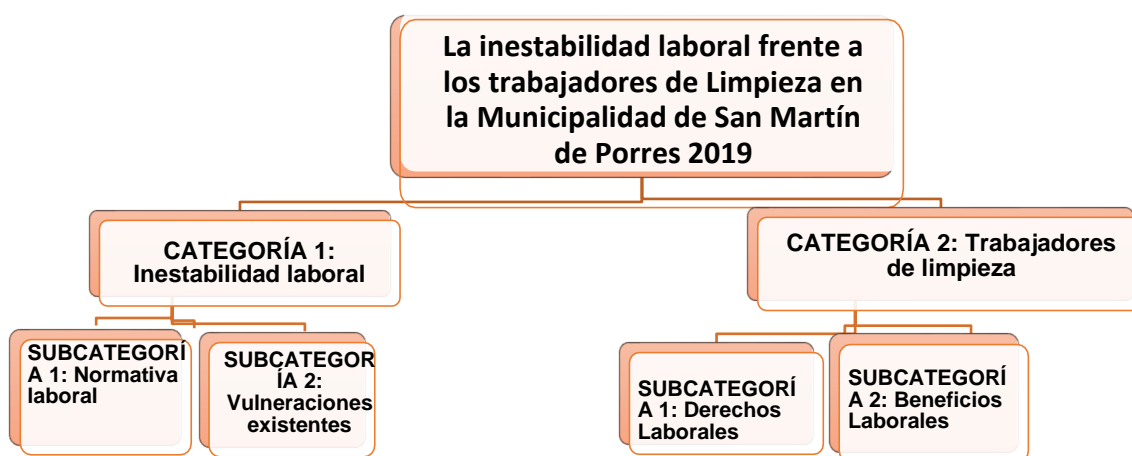 La inestabilidad laboral frente a
los trabajadores de Limpieza en
la Municipalidad de San Martín
de Porres 2019
CATEGORÍA 1:
Inestabilidad laboral
CATEGORÍA 2: Trabajadores
de limpieza
SUBCATEGORÍ
A 1: Normativa
laboral
SUBCATEGOR
ÍA 2:
Vulneraciones
existentes
SUBCATEGORÍ
A 1: Derechos
Laborales
SUBCATEGORÍ
A 2: Beneficios
Laborales